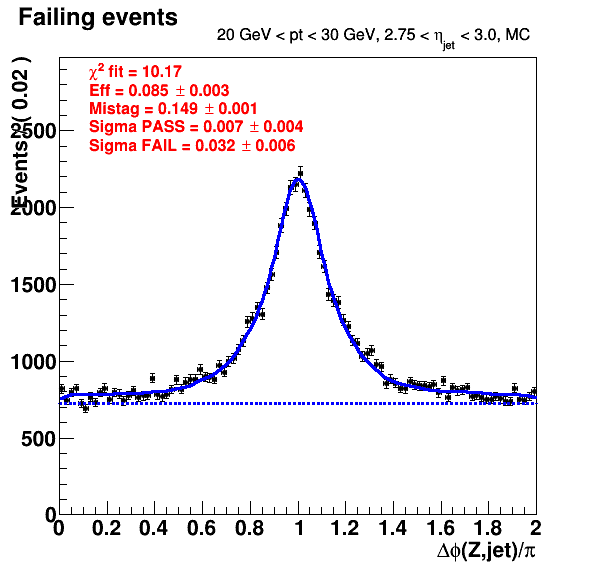 Failing events
20 GeV < pt < 30 GeV, 2.75 < ηjet < 3.0, MC
χ² fit = 10.17
Eff = 0.085 ± 0.003
Mistag = 0.149 ± 0.001
Sigma PASS = 0.007 ± 0.004
Sigma FAIL = 0.032 ± 0.006
Events / ( 0.02 )
2500
2000
1500
1000
500
0
0 0.2 0.4 0.6 0.8 1 1.2 1.4 1.6 1.8 2
Δϕ(Z,jet)/π